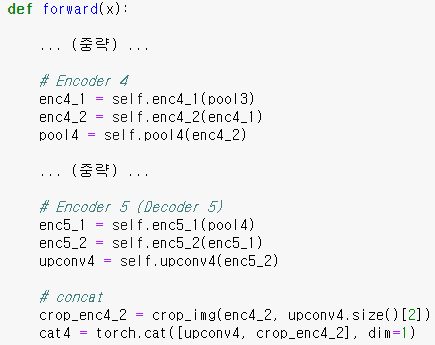 def forward(x):
... (중략) ...
# Encoder 4
enc4_1 = self.enc4_1(pool3)
enc4_2 = self.enc4_2(enc4_1)
pool4 = self.pool4(enc4_2)
... (중략) ...
# Encoder 5 (Decoder 5)
enc5_1 = self.enc5_1(pool4)
enc5_2 = self.enc5_2(enc5_1)
upconv4 = self.upconv4(enc5_2)
# concat
crop_enc4_2 = crop_img(enc4_2, upconv4.size()[2])
cat4 = torch.cat([upconv4, crop_enc4_2], dim=1)